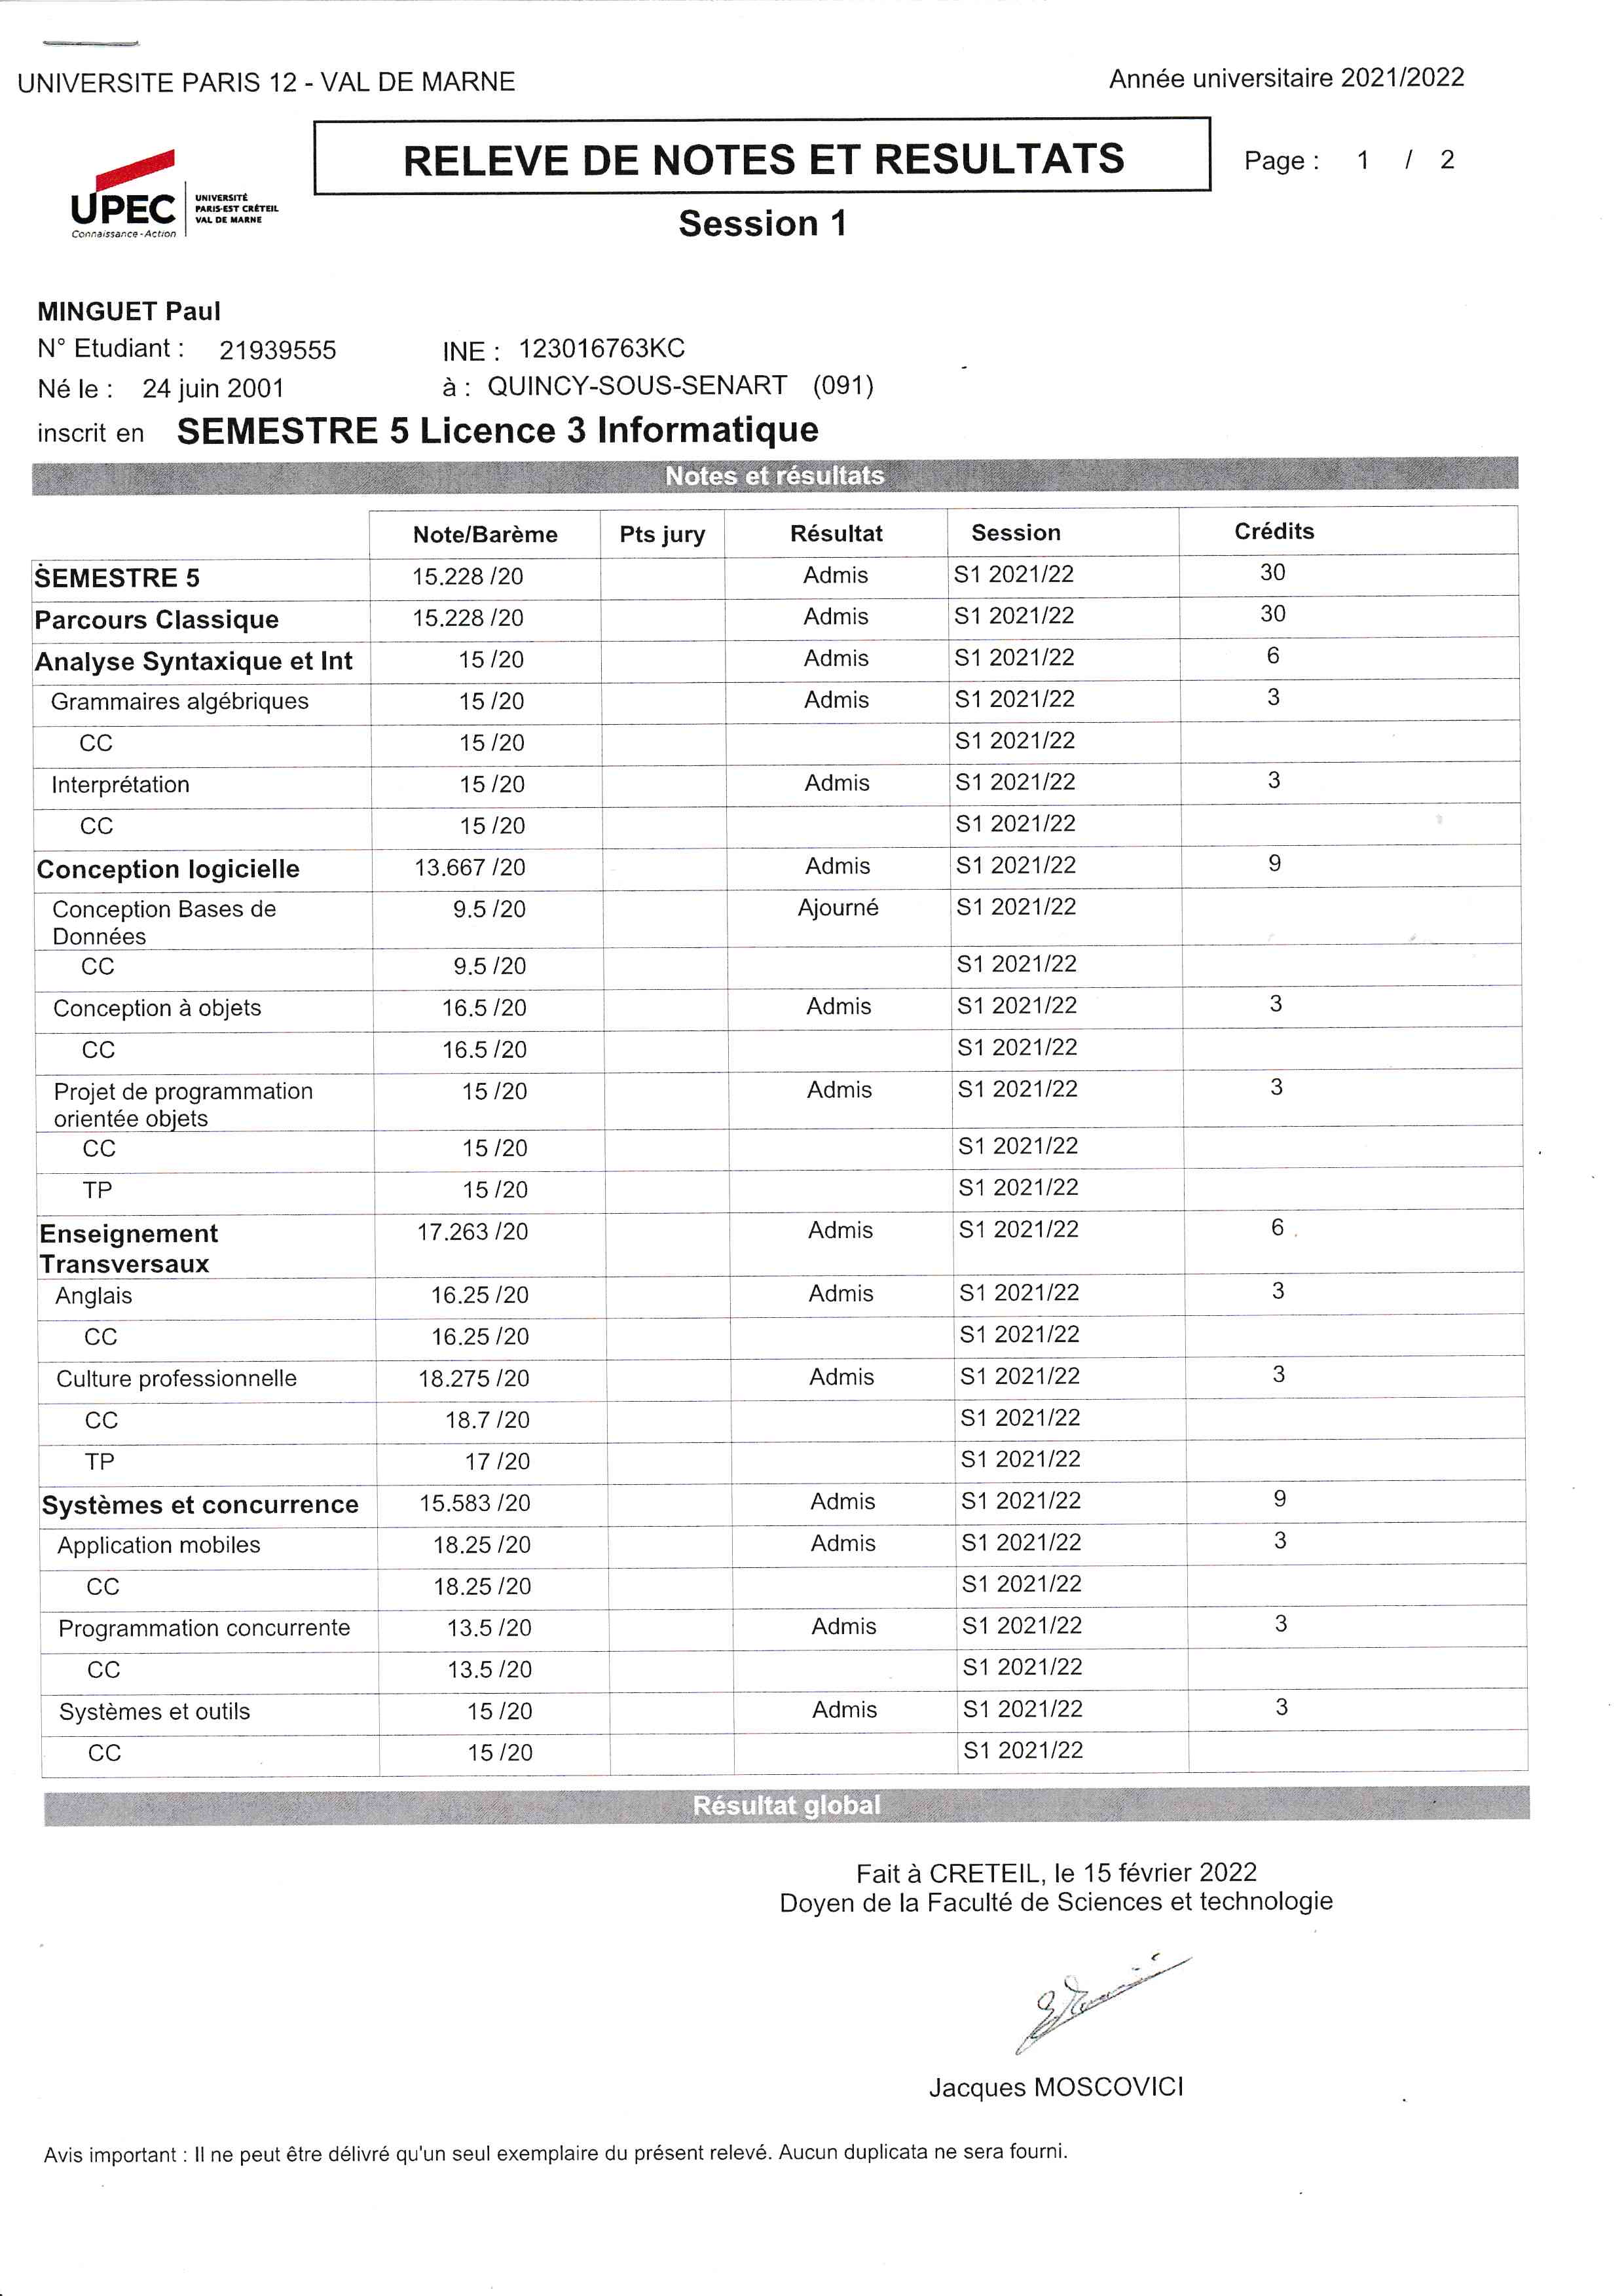 UNIVERSITE PARIS 12 - VAL DE MARNE
Année universitaire 2021/2022
RELEVE DE NOTES ET RESULTATS
Page : 1 / 2
UPEC
Connaissance - Action
UNIVERSITÉ
PARIS-EST CRÉTEIL
VAL DE MARNE
Session 1
MINGUET Paul
N° Etudiant : 21939555 INE : 123016763KC
Né le : 24 juin 2001 à : QUINCY-SOUS-SENART (091)
inscrit en SEMESTRE 5 Licence 3 Informatique
Notes et résultats
Note/Barème Pts jury Résultat Session Crédits
SEMESTRE 5 15.228 /20 Admis S1 2021/22 30
Parcours Classique 15.228 /20 Admis S1 2021/22 30
Analyse Syntaxique et Int 15 /20 Admis S1 2021/22 6
Grammaires algébriques 15 /20 Admis S1 2021/22 3
CC 15 /20 S1 2021/22
Interprétation 15 /20 Admis S1 2021/22 3
CC 15 /20 S1 2021/22
Conception logicielle 13.667 /20 Admis S1 2021/22 9
Conception Bases de 9.5 /20 Ajourné S1 2021/22
Données
CC 9.5 /20 S1 2021/22
Conception à objets 16.5 /20 Admis S1 2021/22 3
CC 16.5 /20 S1 2021/22
Projet de programmation 15 /20 Admis S1 2021/22 3
orientée objets
CC 15 /20 S1 2021/22
TP 15 /20 S1 2021/22
Enseignement 17.263 /20 Admis S1 2021/22 6
Transversaux
Anglais 16.25 /20 Admis S1 2021/22 3
CC 16.25 /20 S1 2021/22
Culture professionnelle 18.275 /20 Admis S1 2021/22 3
CC 18.7 /20 S1 2021/22
TP 17 /20 S1 2021/22
Systèmes et concurrence 15.583 /20 Admis S1 2021/22 9
Application mobiles 18.25 /20 Admis S1 2021/22 3
CC 18.25 /20 S1 2021/22
Programmation concurrente 13.5 /20 Admis S1 2021/22 3
CC 13.5 /20 S1 2021/22
Systèmes et outils 15 /20 Admis S1 2021/22 3
CC 15 /20 S1 2021/22
Résultat global
Fait à CRETEIL, le 15 février 2022
Doyen de la Faculté de Sciences et technologie
Jacques MOSCOVICI
Avis important : Il ne peut être délivré qu'un seul exemplaire du présent relevé. Aucun duplicata ne sera fourni.